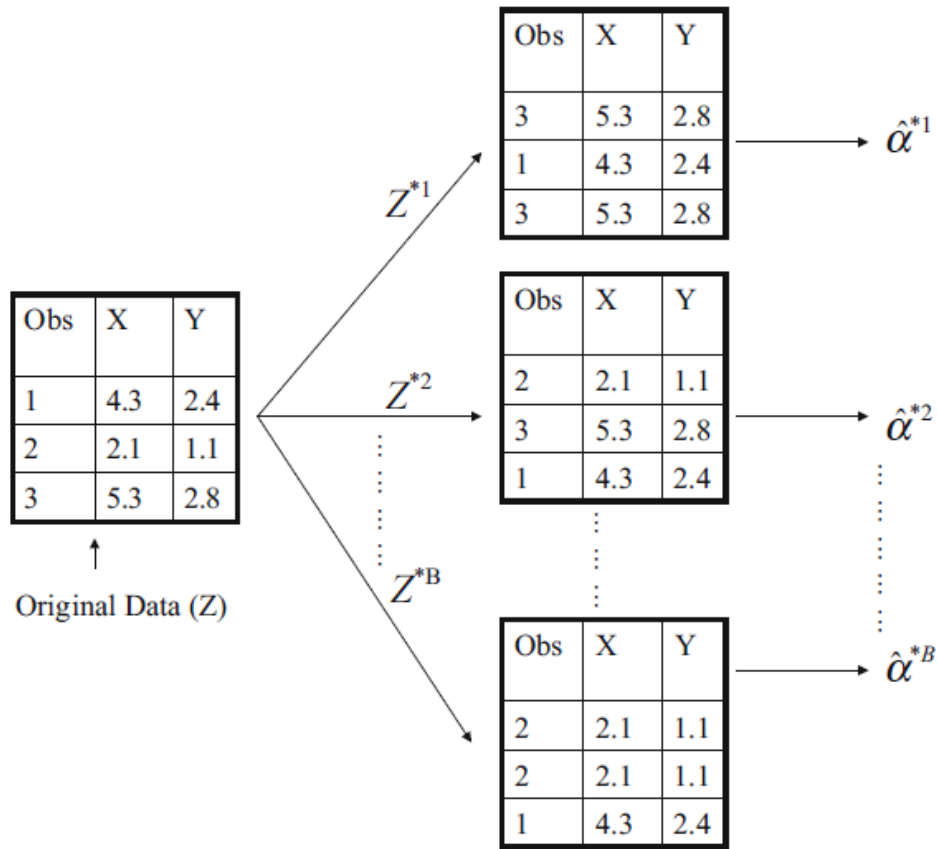 Obs X Y
3 5.3 2.8
1 4.3 2.4
3 5.3 2.8
α̂*1
Z*1
Obs X Y
1 4.3 2.4
2 2.1 1.1
3 5.3 2.8
Original Data (Z)
Z*2
Obs X Y
2 2.1 1.1
3 5.3 2.8
1 4.3 2.4
α̂*2
Z*B
Obs X Y
2 2.1 1.1
2 2.1 1.1
1 4.3 2.4
α̂*B